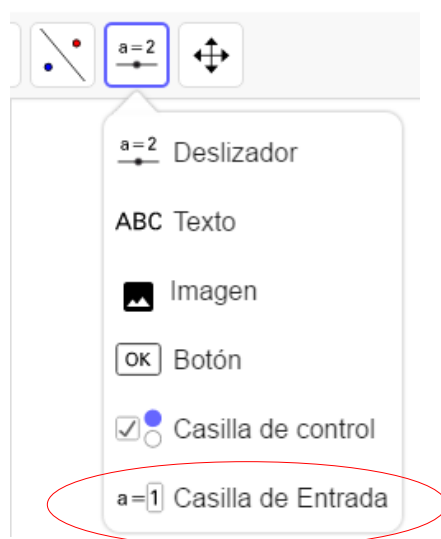 a=2
a=2 Deslizador
ABC Texto
Imagen
OK Botón
Casilla de control
a=1 Casilla de Entrada